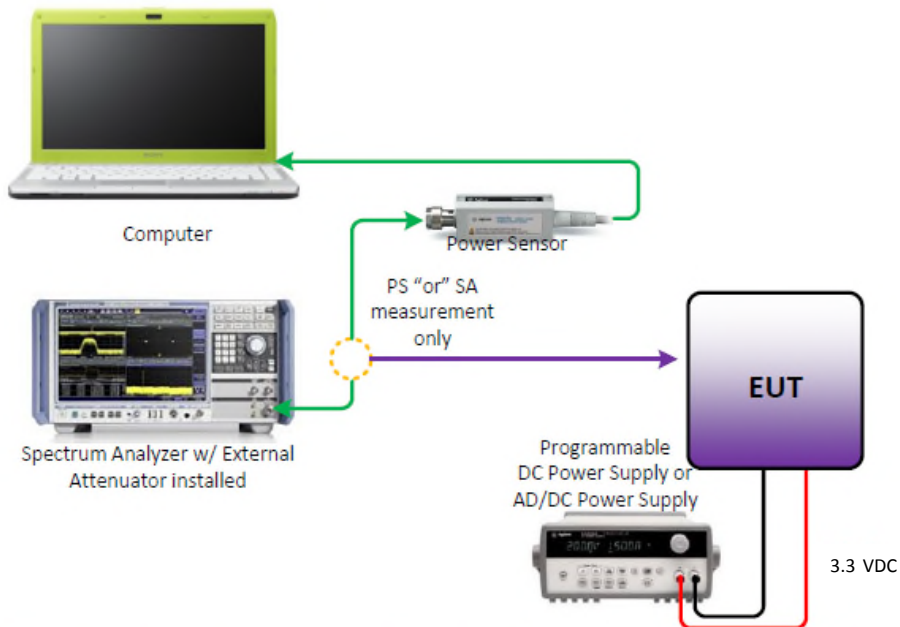 Computer
Power Sensor
PS “or” SA
measurement
only
EUT
Spectrum Analyzer w/ External
Attenuator installed
Programmable
DC Power Supply or
AD/DC Power Supply
3.3 VDC